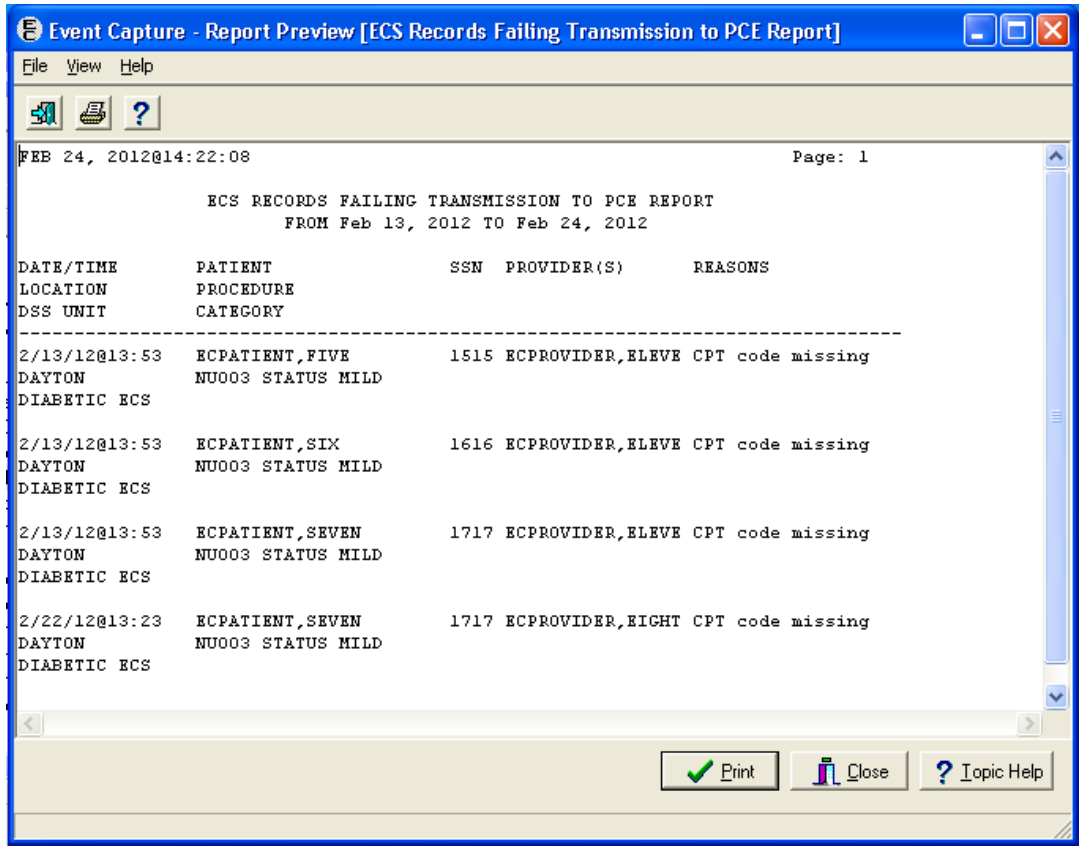 Event Capture - Report Preview [ECS Records Failing Transmission to PCE Report]
File View Help
FEB 24, 2012@14:22:08 Page: 1
ECS RECORDS FAILING TRANSMISSION TO PCE REPORT
FROM Feb 13, 2012 TO Feb 24, 2012
DATE/TIME PATIENT SSN PROVIDER(S) REASONS
LOCATION PROCEDURE
DSS UNIT CATEGORY
2/13/12@13:53 ECPATIENT,FIVE 1515 ECPROVIDER,ELEVE CPT code missing
DAYTON NU003 STATUS MILD
DIABETIC ECS
2/13/12@13:53 ECPATIENT,SIX 1616 ECPROVIDER,ELEVE CPT code missing
DAYTON NU003 STATUS MILD
DIABETIC ECS
2/13/12@13:53 ECPATIENT,SEVEN 1717 ECPROVIDER,ELEVE CPT code missing
DAYTON NU003 STATUS MILD
DIABETIC ECS
2/22/12@13:23 ECPATIENT,SEVEN 1717 ECPROVIDER,EIGHT CPT code missing
DAYTON NU003 STATUS MILD
DIABETIC ECS
Print Close ? Topic Help